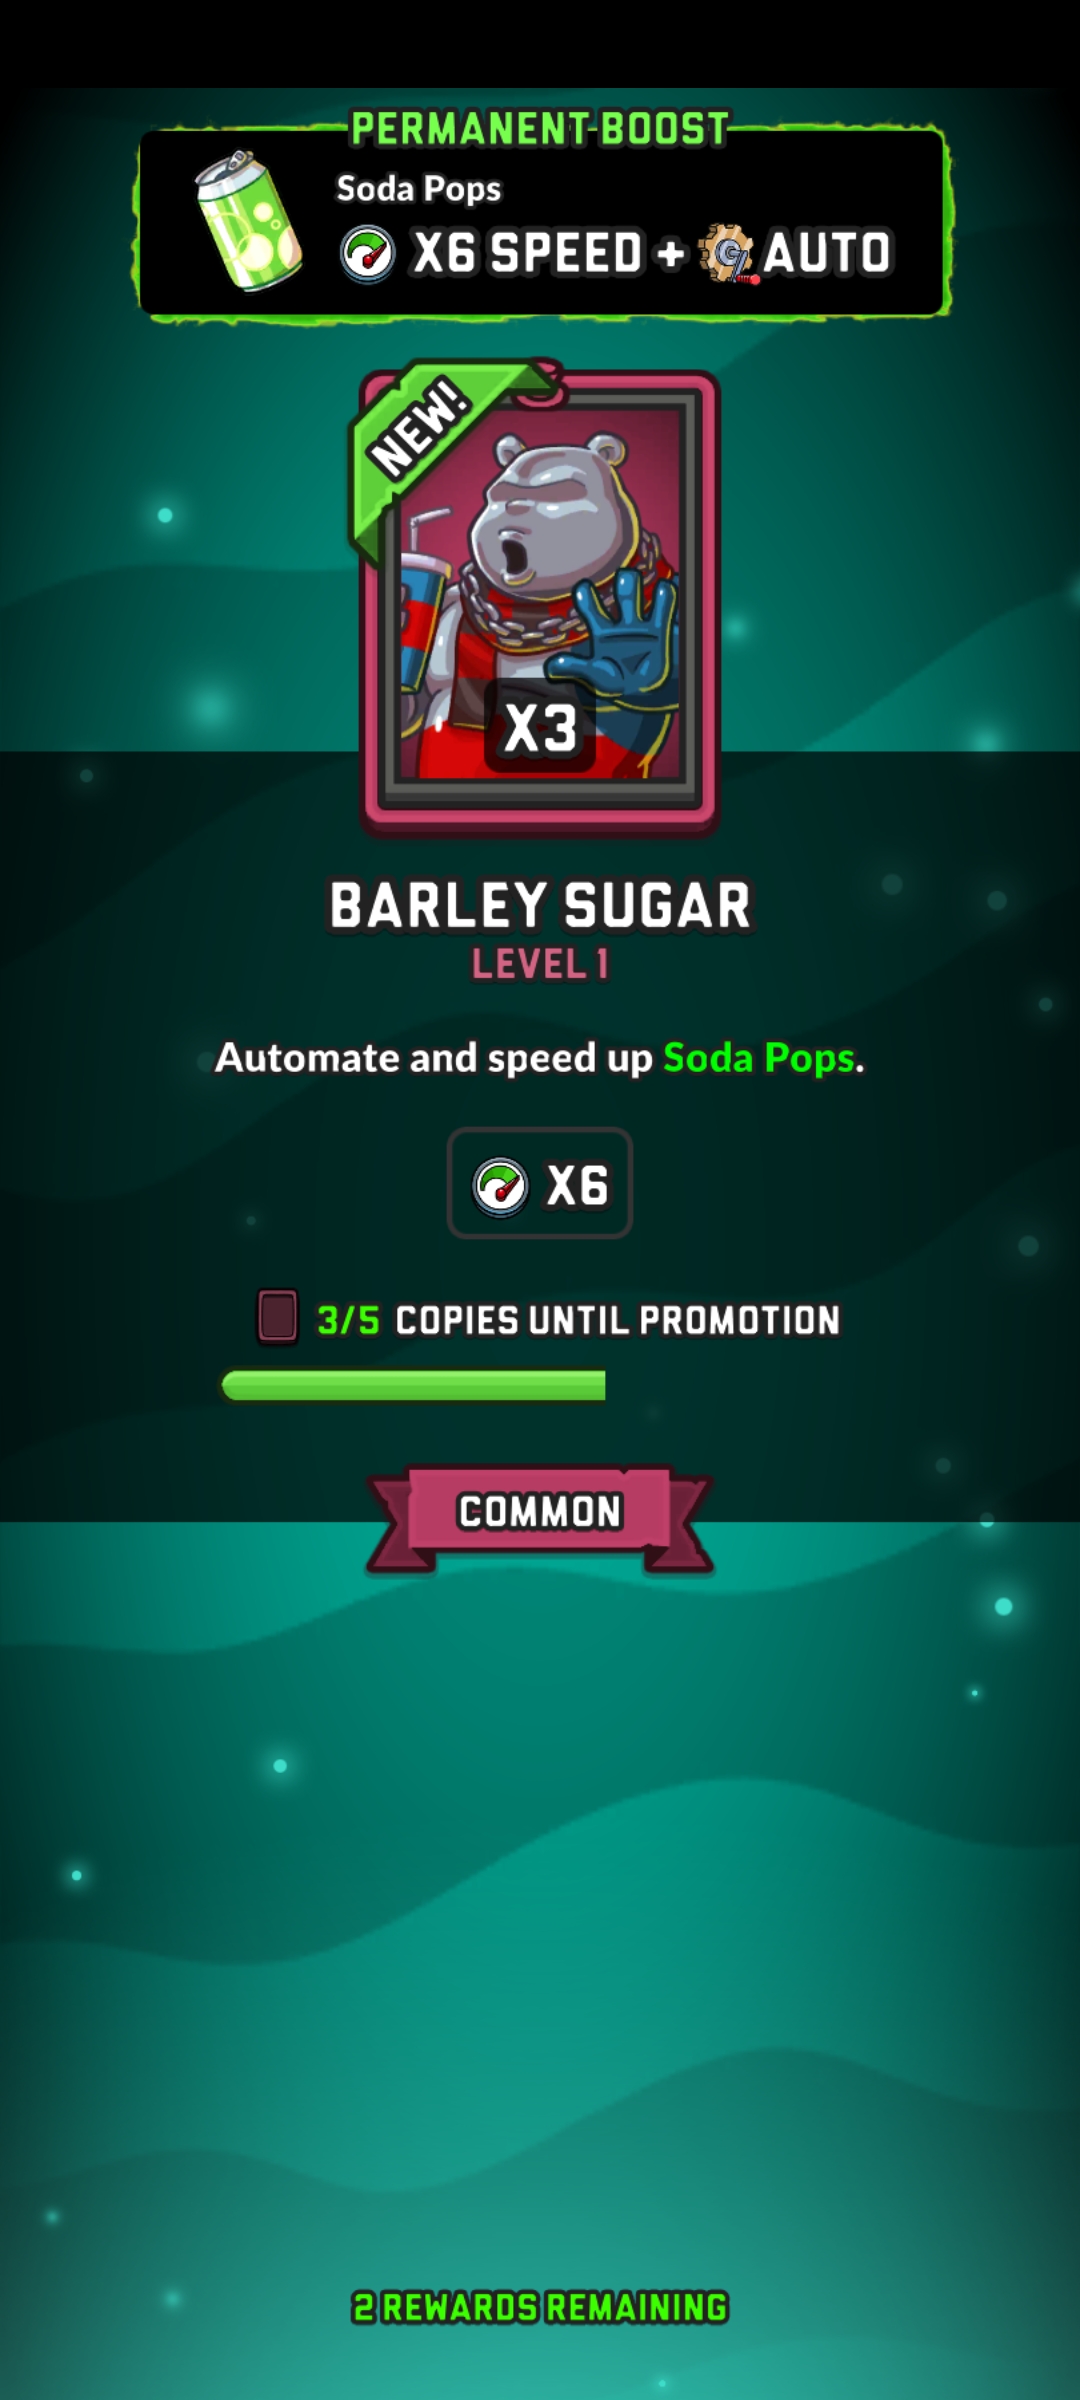 PERMANENT BOOST
Soda Pops
X6 SPEED + AUTO
NEW!
X3
BARLEY SUGAR
LEVEL 1
Automate and speed up Soda Pops.
X6
3/5 COPIES UNTIL PROMOTION
COMMON
2 REWARDS REMAINING